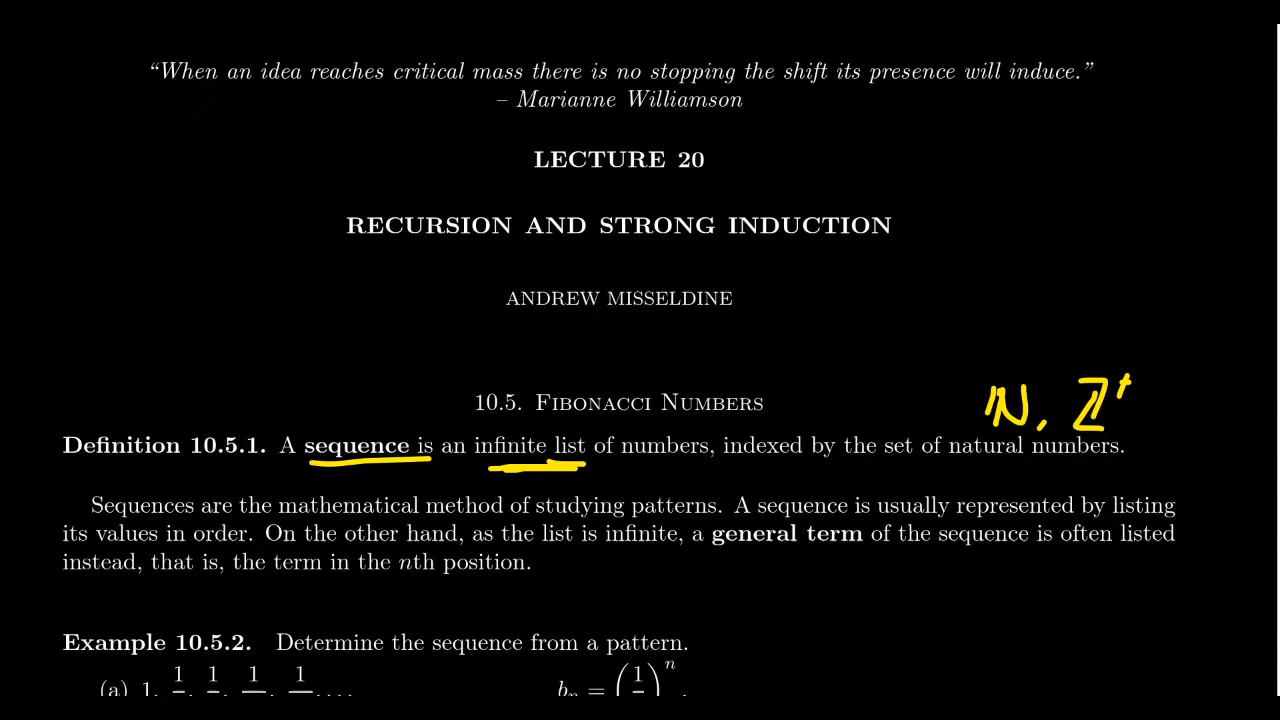 “When an idea reaches critical mass there is no stopping the shift its presence will induce.”
– Marianne Williamson
LECTURE 20
RECURSION AND STRONG INDUCTION
ANDREW MISSELDINE
10.5. Fibonacci Numbers
ℕ, ℤ⁺
Definition 10.5.1. A sequence is an infinite list of numbers, indexed by the set of natural numbers.
Sequences are the mathematical method of studying patterns. A sequence is usually represented by listing
its values in order. On the other hand, as the list is infinite, a general term of the sequence is often listed
instead, that is, the term in the nth position.
Example 10.5.2. Determine the sequence from a pattern.